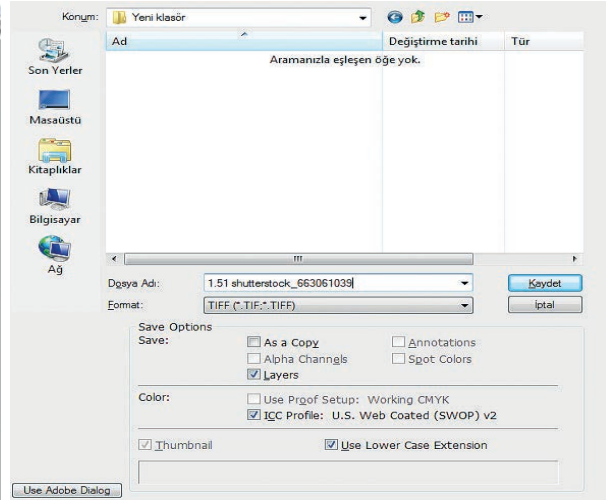 Konum: Yeni klasör
Ad Değiştirme tarihi Tür
Aramanızla eşleşen öğe yok.
Son Yerler
Masaüstü
Kitaplıklar
Bilgisayar
Ağ
Dosya Adı: 1.51 shutterstock_663061039 Kaydet
Format: TIFF (*.TIF;*.TIFF) İptal
Save Options
Save: As a Copy Annotations
Alpha Channels Spot Colors
Layers
Color: Use Proof Setup: Working CMYK
ICC Profile: U.S. Web Coated (SWOP) v2
Thumbnail Use Lower Case Extension
Use Adobe Dialog